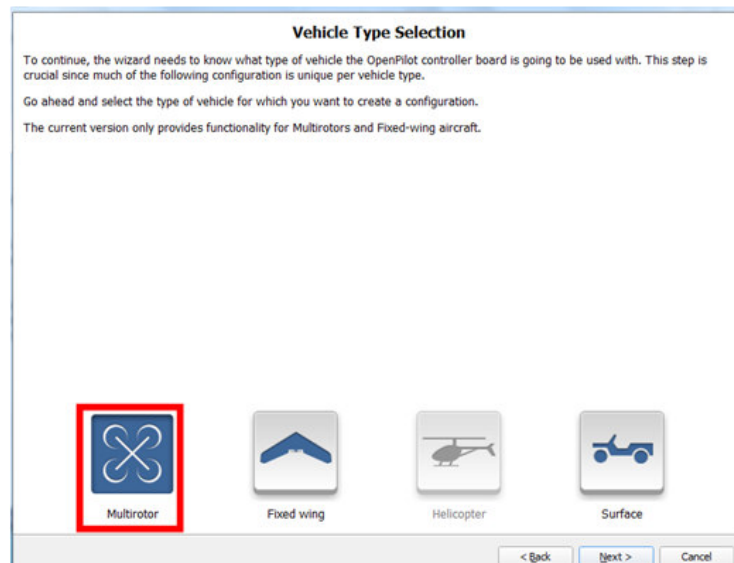 Vehicle Type Selection
To continue, the wizard needs to know what type of vehicle the OpenPilot controller board is going to be used with. This step is
crucial since much of the following configuration is unique per vehicle type.
Go ahead and select the type of vehicle for which you want to create a configuration.
The current version only provides functionality for Multirotors and Fixed-wing aircraft.
Multirotor Fixed wing Helicopter Surface
< Back Next > Cancel